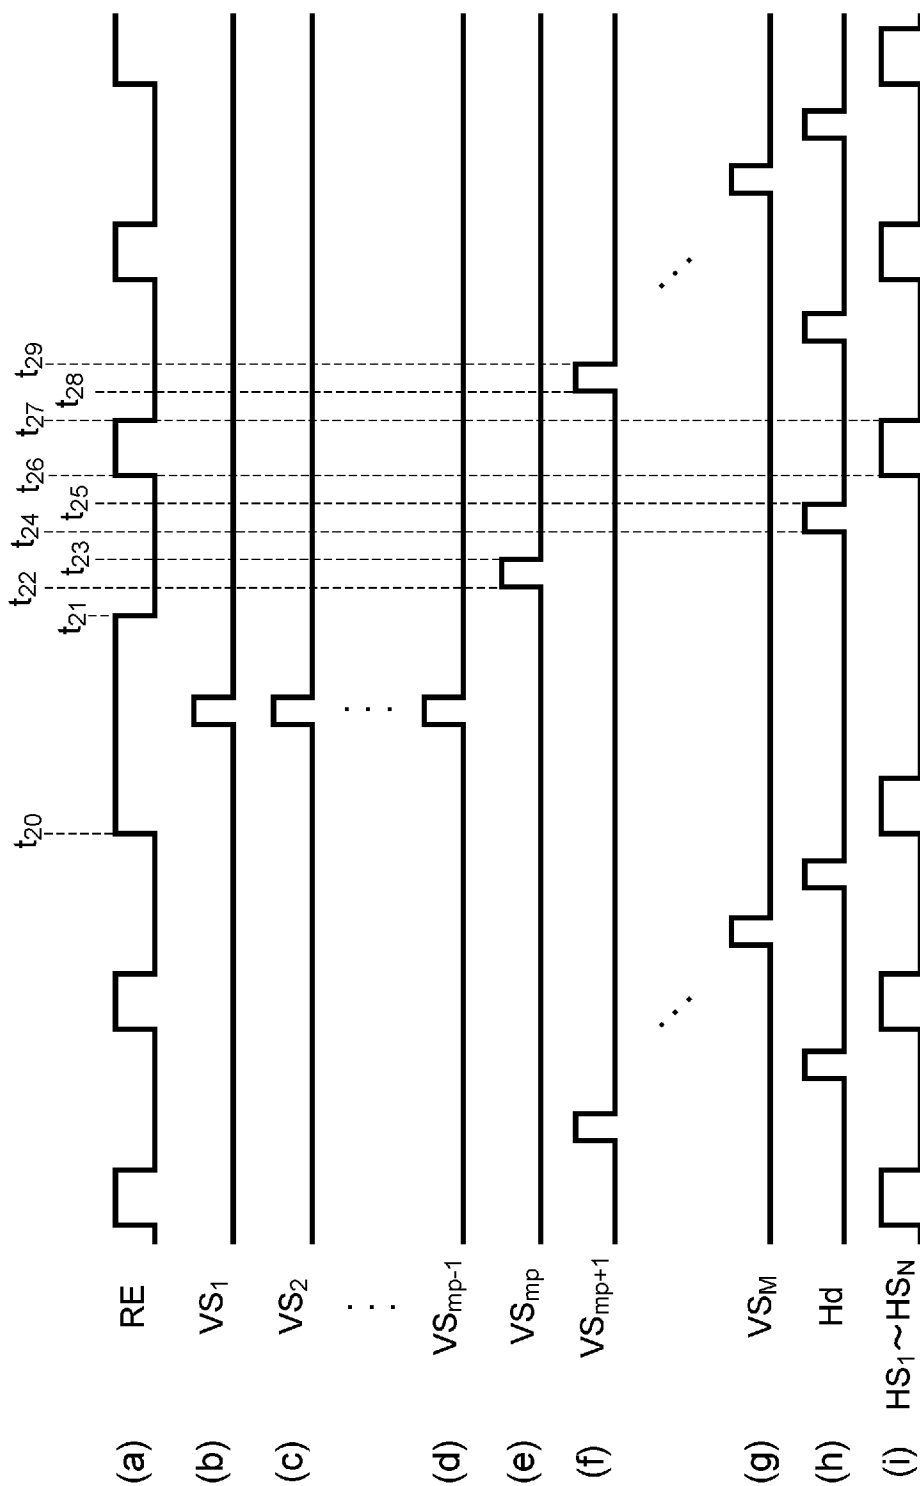 t20 t21 t22 t23 t24 t25 t26 t27 t28 t29
(a) RE
(b) VS1
(c) VS2
. . . . . .
(d) VSmp-1
(e) VSmp
(f) VSmp+1
. . . . . .
(g) VSM
(h) Hd
(i) HS1～HSN